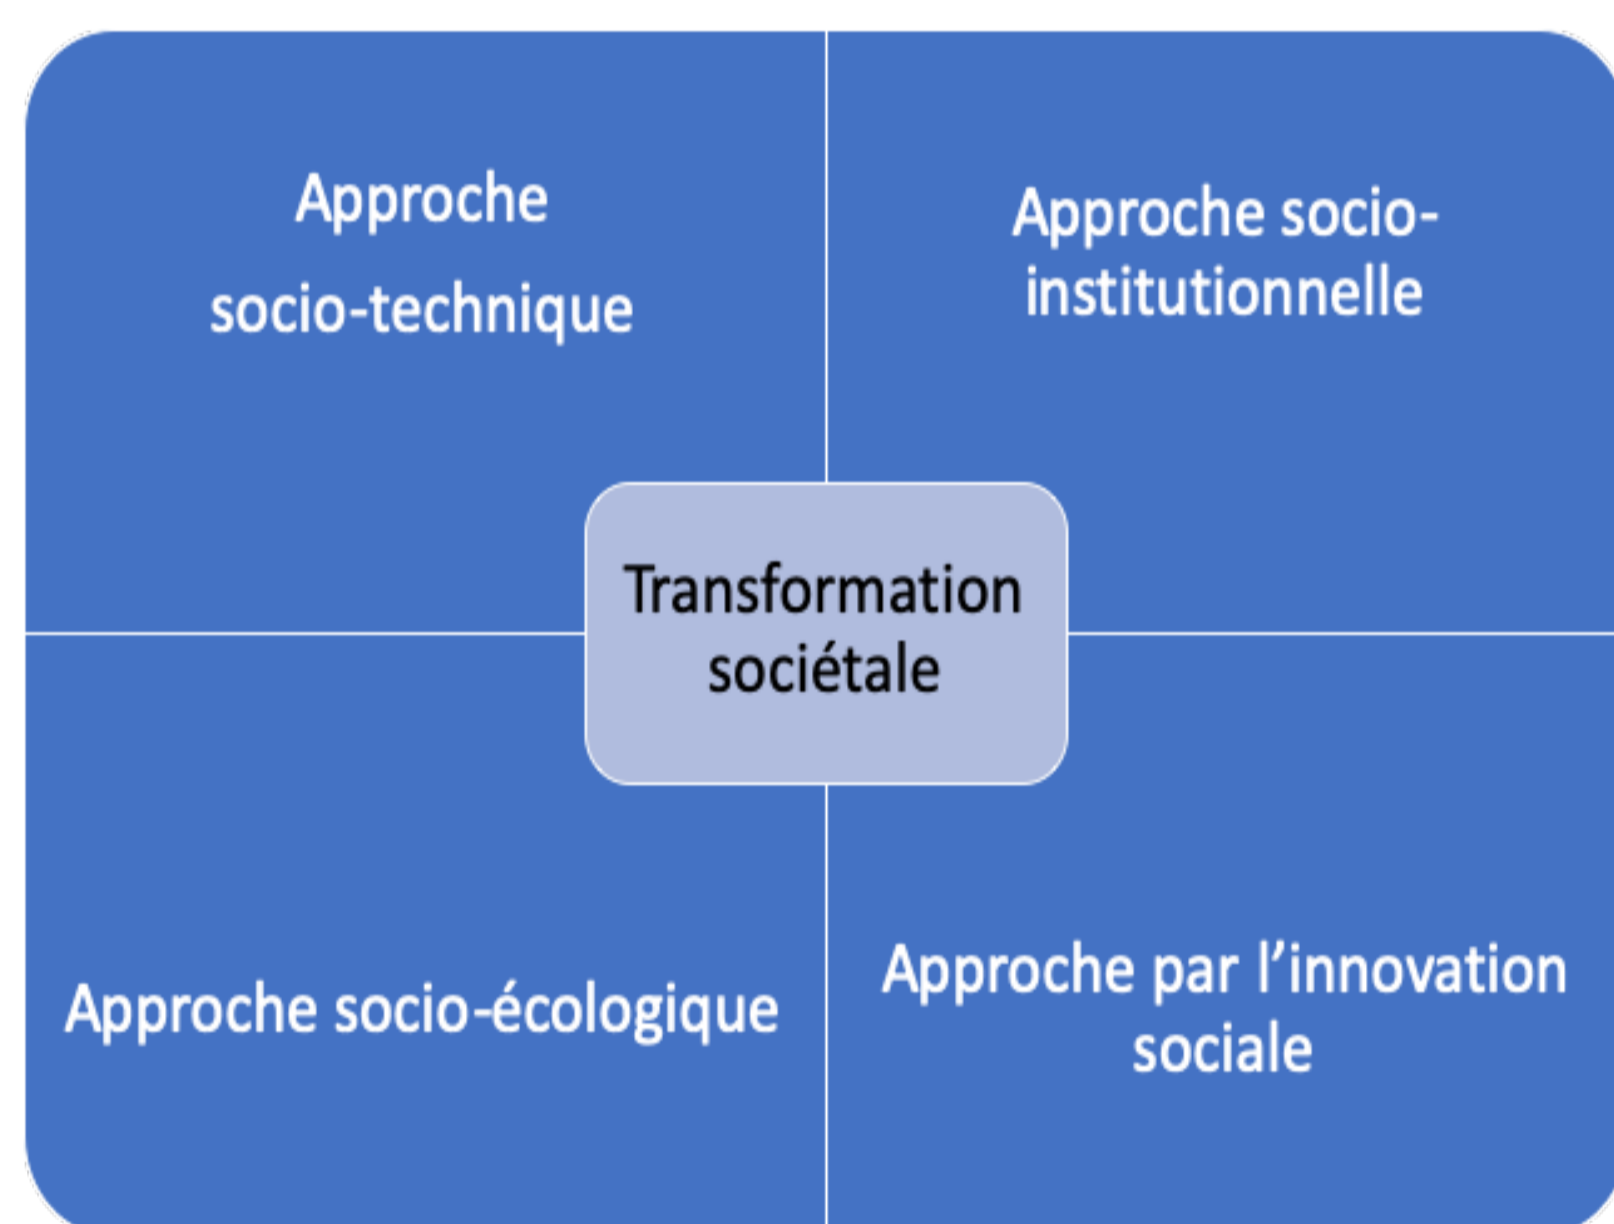 Approche
socio-technique
Approche socio-
institutionnelle
Transformation
sociétale
Approche socio-écologique
Approche par l’innovation
sociale